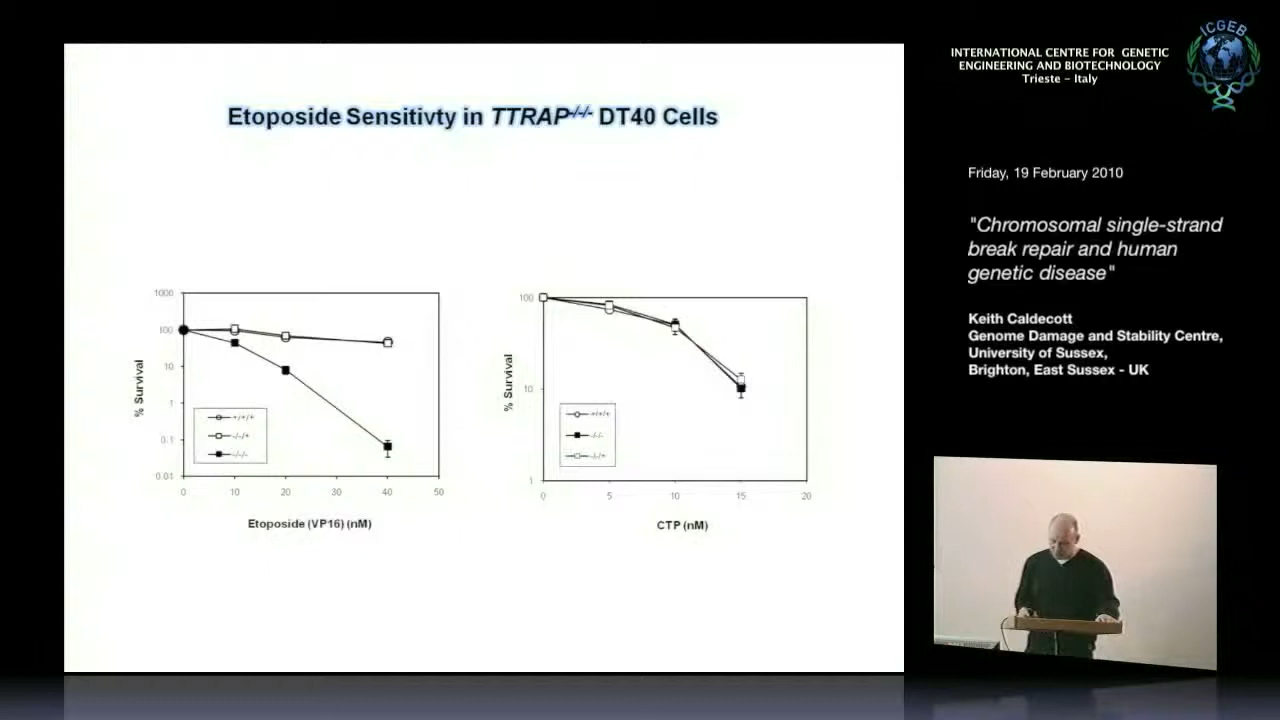 Etoposide Sensitivty in TTRAP-/-/- DT40 Cells
1000
100
10
1
0.1
0.01
% Survival
+/+/+
-/-/+
-/-/-
0
10
20
30
40
50
Etoposide (VP16) (nM)
100
10
1
% Survival
+/+/+
-/-/-
-/-/+
0
5
10
15
20
CTP (nM)
INTERNATIONAL CENTRE FOR GENETIC
ENGINEERING AND BIOTECHNOLOGY
Trieste – Italy
ICGEB
Friday, 19 February 2010
"Chromosomal single-strand
break repair and human
genetic disease"
Keith Caldecott
Genome Damage and Stability Centre,
University of Sussex,
Brighton, East Sussex - UK